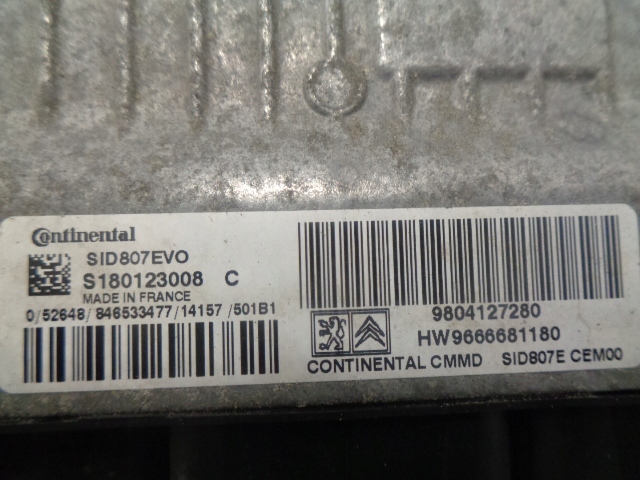 Continental
SID807EVO
S180123008 C
MADE IN FRANCE
0/52648/846533477/14157/501B1
9804127280
HW9666681180
CONTINENTAL CMMD SID807E CEM00